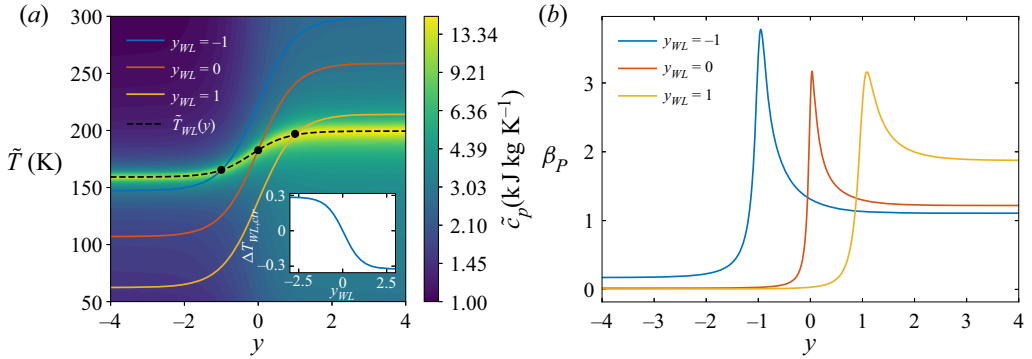 (a)
300
250
200
150
100
50
T̃ (K)
y_WL = –1
y_WL = 0
y_WL = 1
T̃_WL(y)
0.3
0
–0.3
ΔT_WL,ctr
–2.5 0 2.5
y_WL
–4 –2 0 2 4
y
13.34
9.21
6.36
4.39
3.03
2.10
1.45
1.00
c̃_p(kJ kg K⁻¹)
(b)
3
2
1
0
β_P
y_WL = –1
y_WL = 0
y_WL = 1
–4 –3 –2 –1 0 1 2 3 4
y